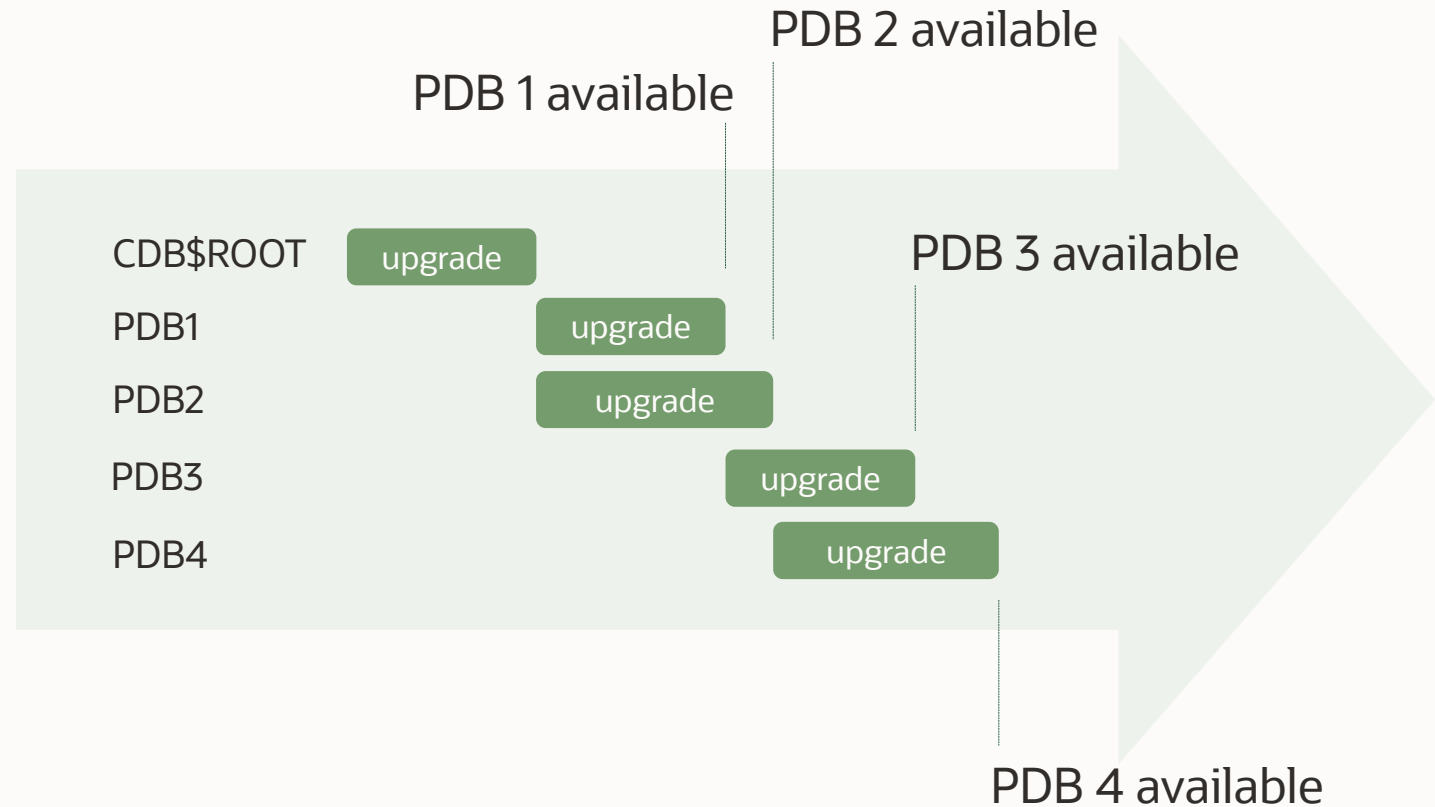 PDB 2 available
PDB 1 available
CDB$ROOT upgrade
PDB 3 available
PDB1 upgrade
PDB2 upgrade
PDB3 upgrade
PDB4 upgrade
PDB 4 available